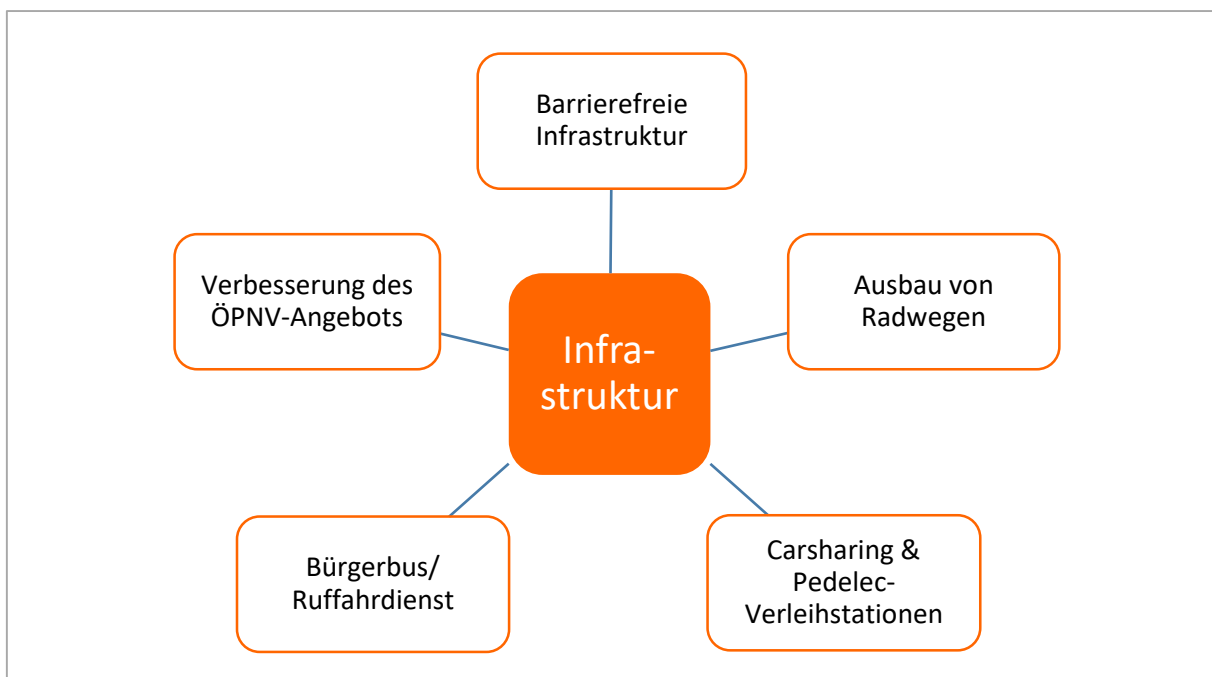 Barrierefreie
Infrastruktur
Verbesserung des
ÖPNV-Angebots
Ausbau von
Radwegen
Infra-
struktur
Bürgerbus/
Ruffahrdienst
Carsharing &
Pedelec-
Verleihstationen